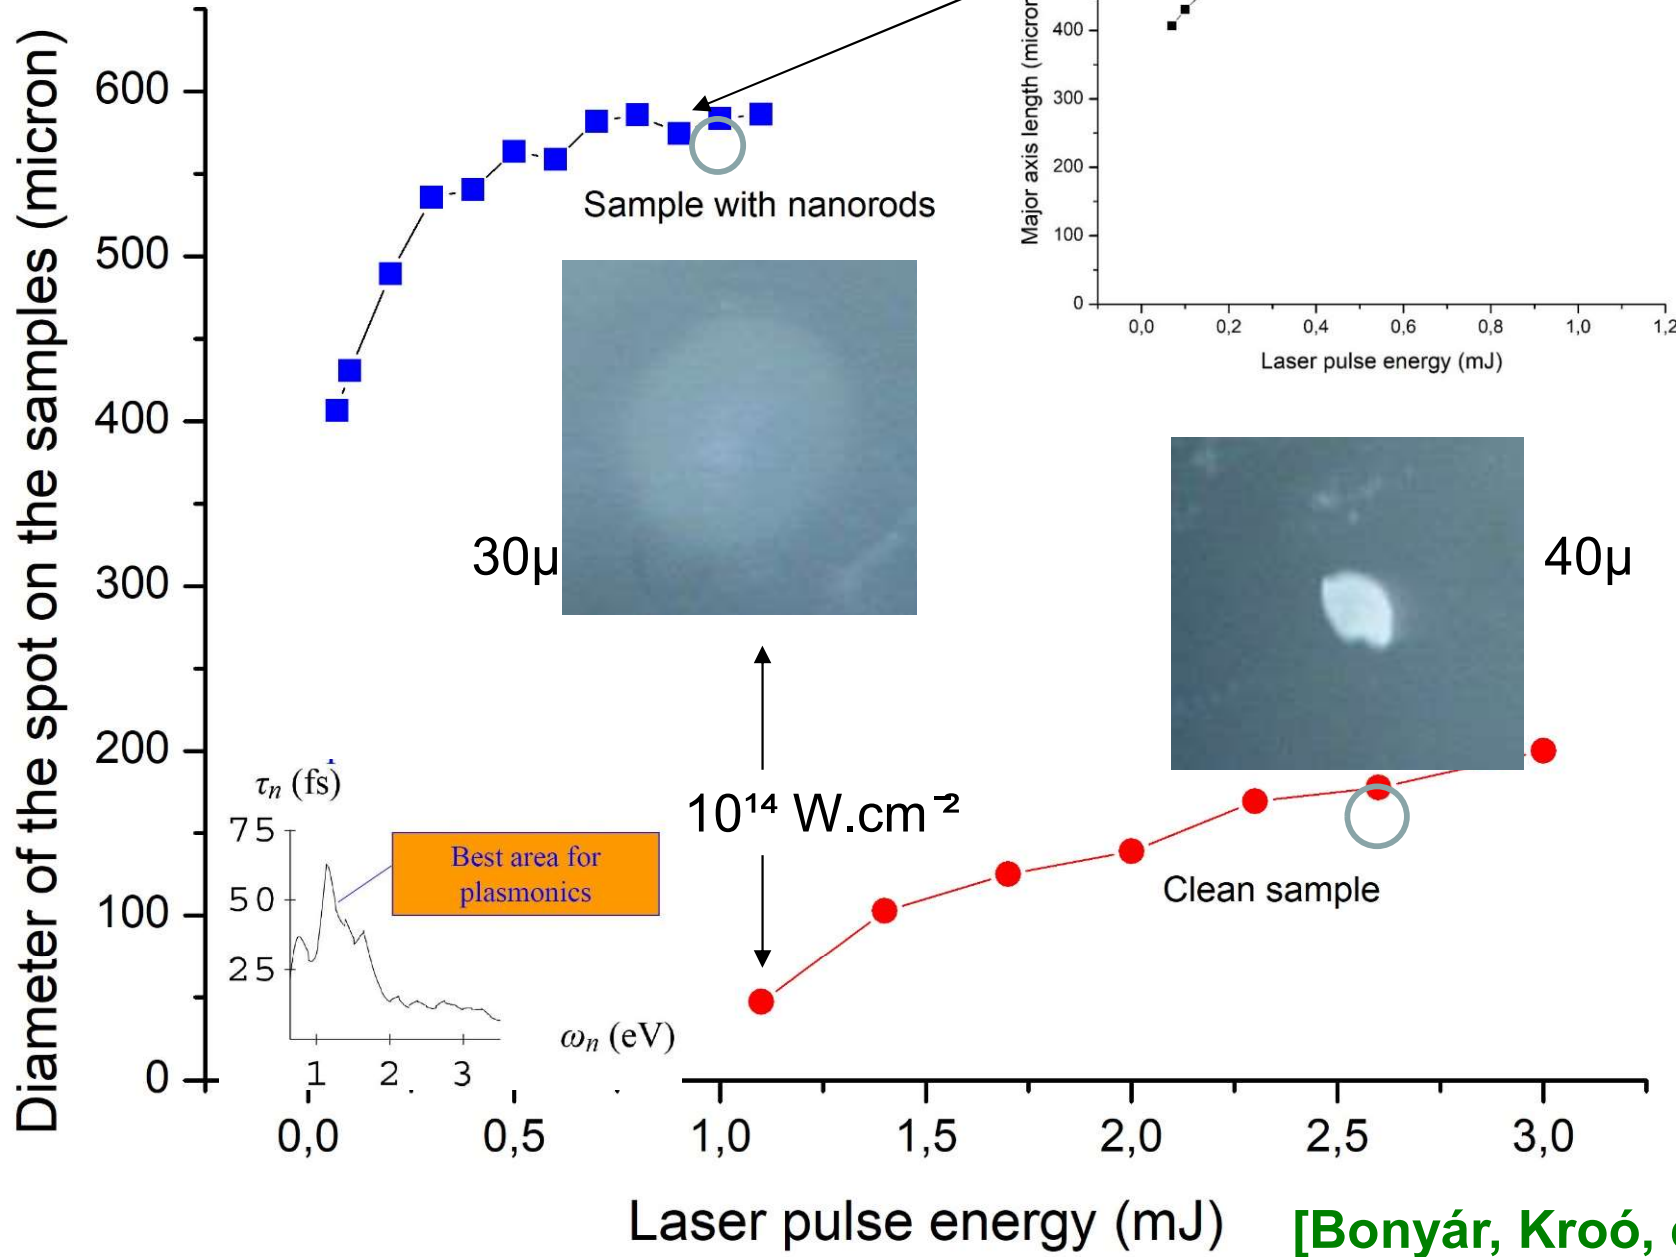 Diameter of the spot on the samples (micron)
600
500
400
300
200
100
0
0,0
0,5
1,0
1,5
2,0
2,5
3,0
Laser pulse energy (mJ)
Sample with nanorods
30µ
40µ
10¹⁴ W.cm⁻²
Clean sample
Major axis length (micron
400
300
200
100
0
0,0
0,2
0,4
0,6
0,8
1,0
1,2
Laser pulse energy (mJ)
τn (fs)
75
50
25
1
2
3
ωn (eV)
Best area for
plasmonics
[Bonyár, Kroó,